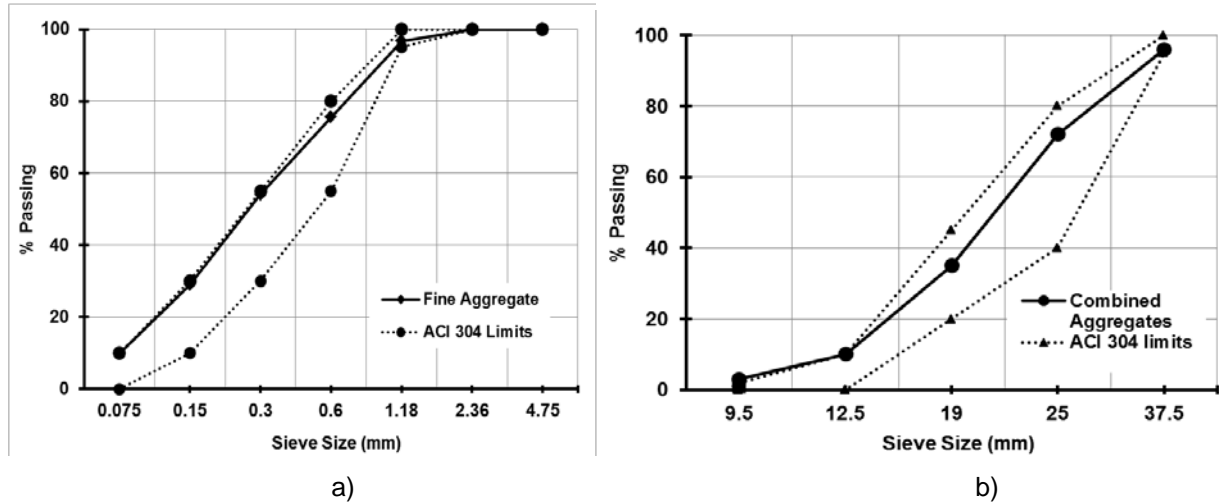 100
80
60
40
20
0
% Passing
0.075 0.15 0.3 0.6 1.18 2.36 4.75
Sieve Size (mm)
Fine Aggregate
ACI 304 Limits
a)
100
80
60
40
20
0
% Passing
9.5 12.5 19 25 37.5
Sieve Size (mm)
Combined
Aggregates
ACI 304 limits
b)